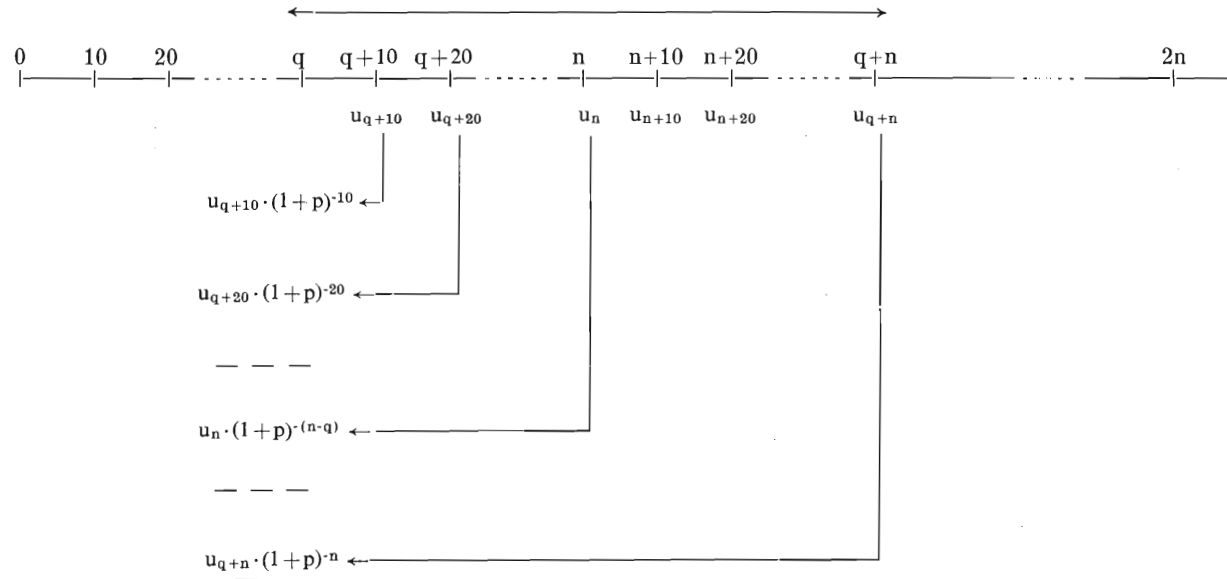 0 10 20 q q+10 q+20 n n+10 n+20 q+n 2n
u_{q+10} u_{q+20} u_n u_{n+10} u_{n+20} u_{q+n}
u_{q+10}·(1+p)^{-10}
u_{q+20}·(1+p)^{-20}
— — —
u_n·(1+p)^{-(n-q)}
— — —
u_{q+n}·(1+p)^{-n}